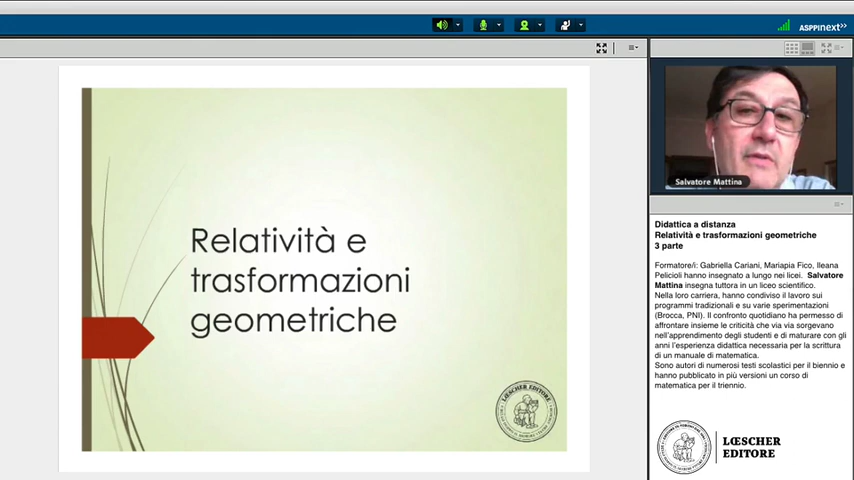 ASPPInext>>
Relatività e
trasformazioni
geometriche
LŒSCHER EDITORE
Salvatore Mattina
Didattica a distanza
Relatività e trasformazioni geometriche
3 parte
Formatore/i: Gabriella Cariani, Mariapia Fico, Ileana
Pelicioli hanno insegnato a lungo nei licei. Salvatore
Mattina insegna tuttora in un liceo scientifico.
Nella loro carriera, hanno condiviso il lavoro sui
programmi tradizionali e su varie sperimentazioni
(Brocca, PNI). Il confronto quotidiano ha permesso di
affrontare insieme le criticità che via via sorgevano
nell'apprendimento degli studenti e di maturare con gli
anni l'esperienza didattica necessaria per la scrittura
di un manuale di matematica.
Sono autori di numerosi testi scolastici per il biennio e
hanno pubblicato in più versioni un corso di
matematica per il triennio.
LŒSCHER
EDITORE